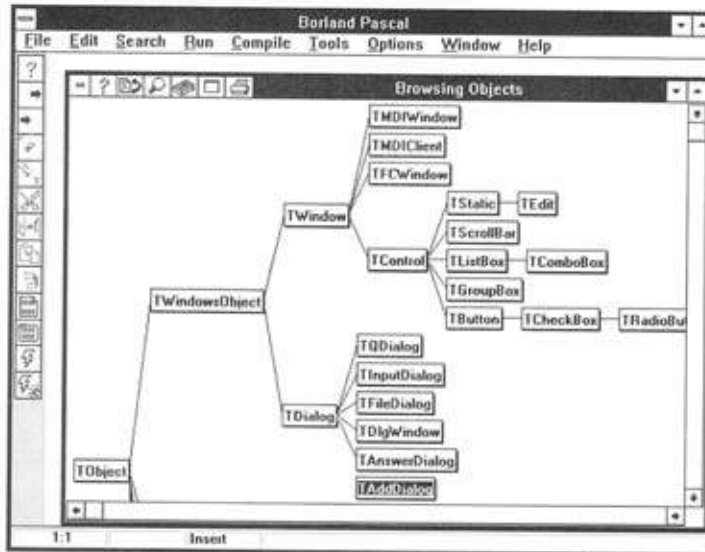 Borland Pascal
File Edit Search Run Compile Tools Options Window Help
?
? Browsing Objects
TMDIWindow
TMDIClient
TFCWindow
TWindow
TStatic TEdit
TScrollBar
TControl TListBox TComboBox
TGroupBox
TWindowsObject
TButton TCheckBox TRadioBut
TQDialog
TInputDialog
TFileDialog
TDialog
TDlgWindow
TAnswerDialog
TObject
TAddDialog
1:1 Insert